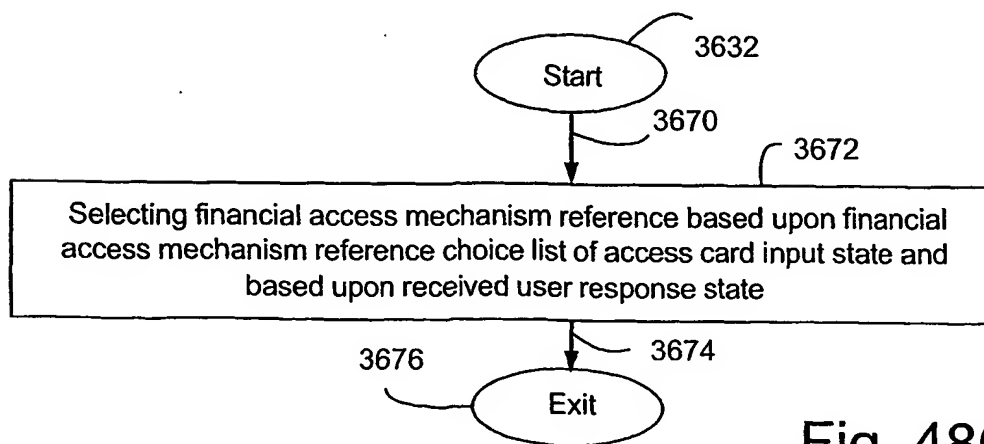 3632
Start
3670
3672
Selecting financial access mechanism reference based upon financial
access mechanism reference choice list of access card input state and
based upon received user response state
3674
3676
Exit